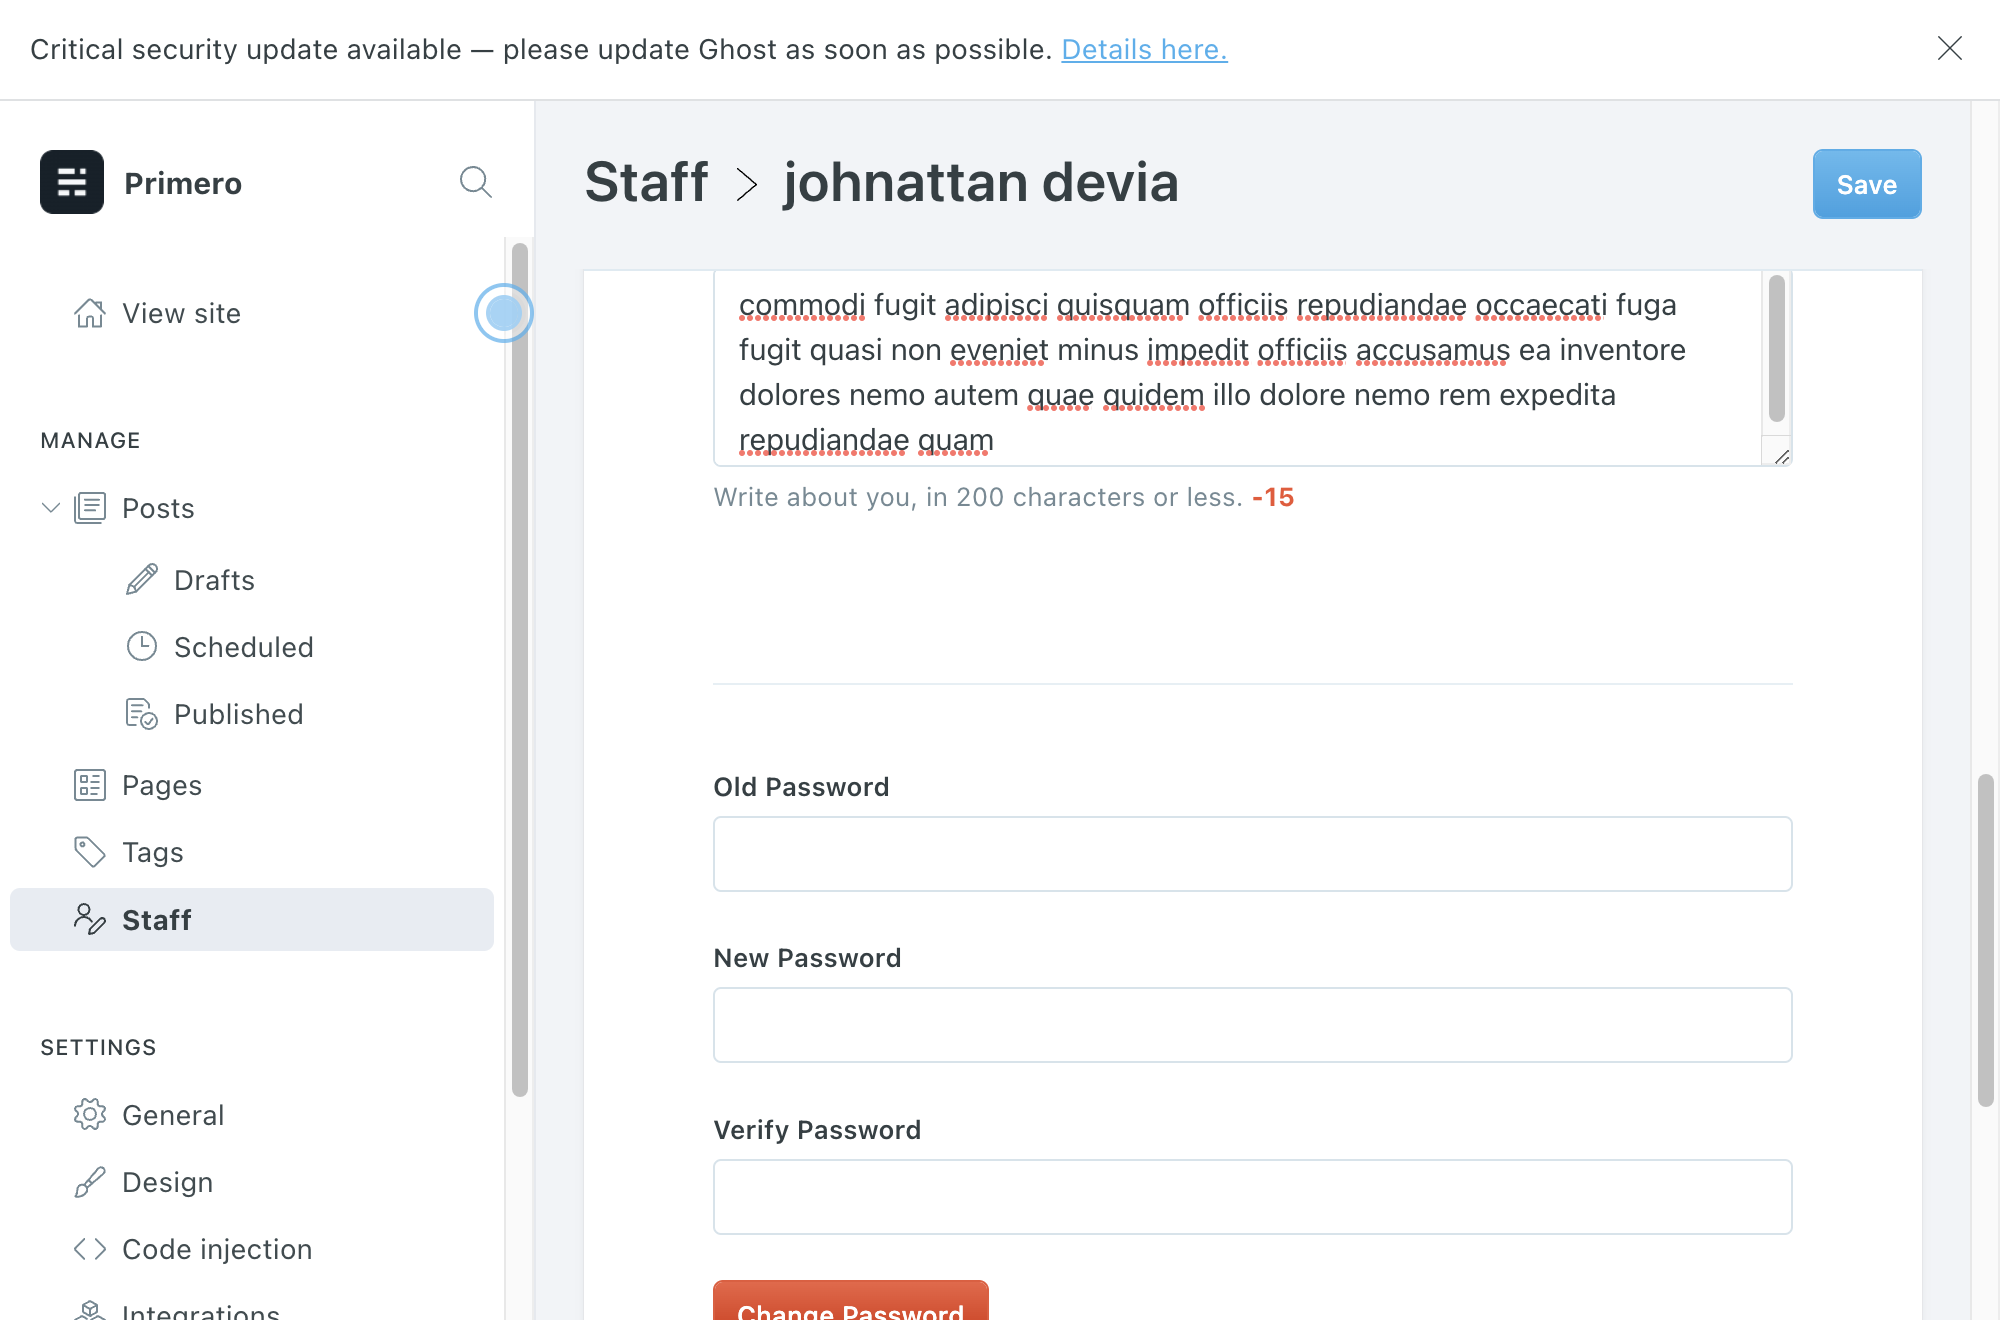 Critical security update available — please update Ghost as soon as possible. Details here.
Primero
View site
MANAGE
Posts
Drafts
Scheduled
Published
Pages
Tags
Staff
SETTINGS
General
Design
Code injection
Integrations
Staff > johnattan devia
Save
commodi fugit adipisci quisquam officiis repudiandae occaecati fuga
fugit quasi non eveniet minus impedit officiis accusamus ea inventore
dolores nemo autem quae quidem illo dolore nemo rem expedita
repudiandae quam
Write about you, in 200 characters or less. -15
Old Password
New Password
Verify Password
Change Password